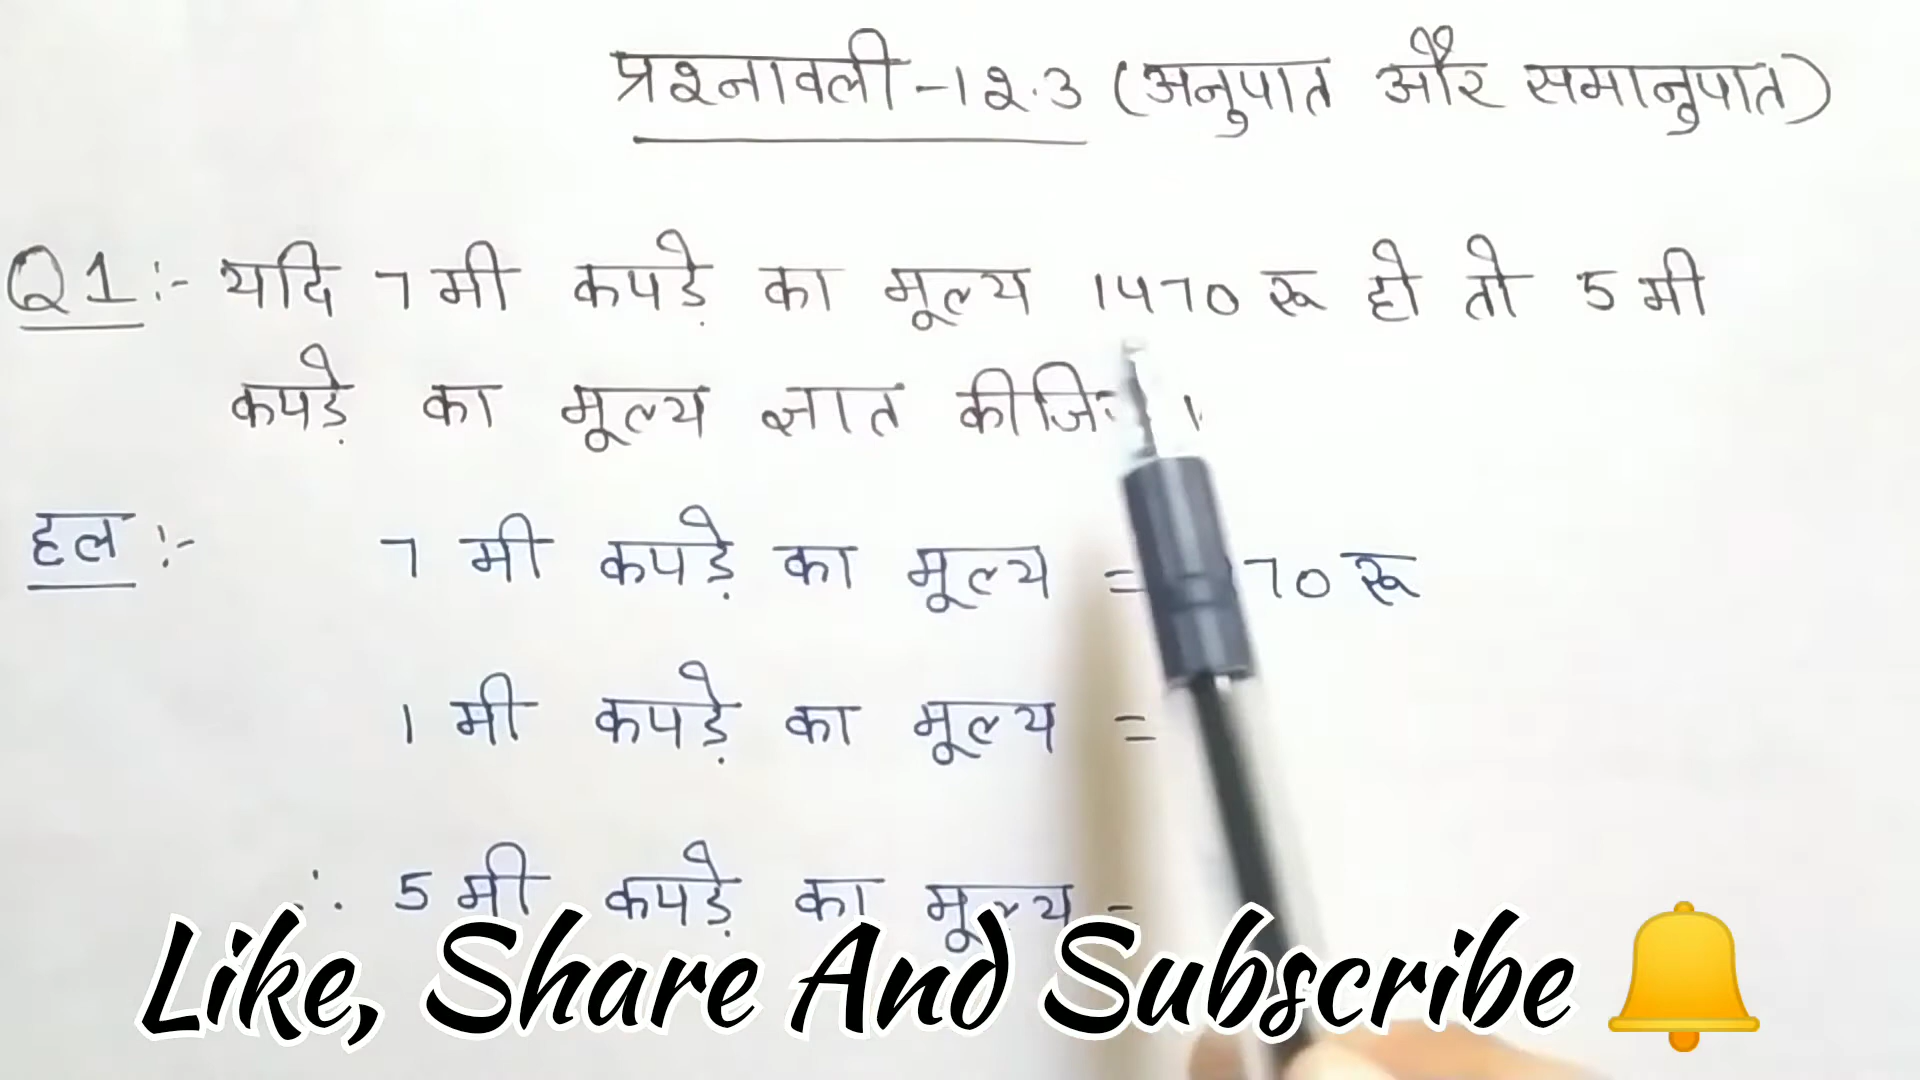 प्रश्नावली-12.3 (अनुपात और समानुपात)
Q1:- यदि 7 मी कपड़े का मूल्य 1470 रू हो तो 5 मी
कपड़े का मूल्य ज्ञात
हल :- 7 मी कपड़े का मूल्य = 70 रू
1 मी कपड़े का मूल्य =
∴ 5 मी कपड़े का मूल्य =
Like, Share And Subscribe